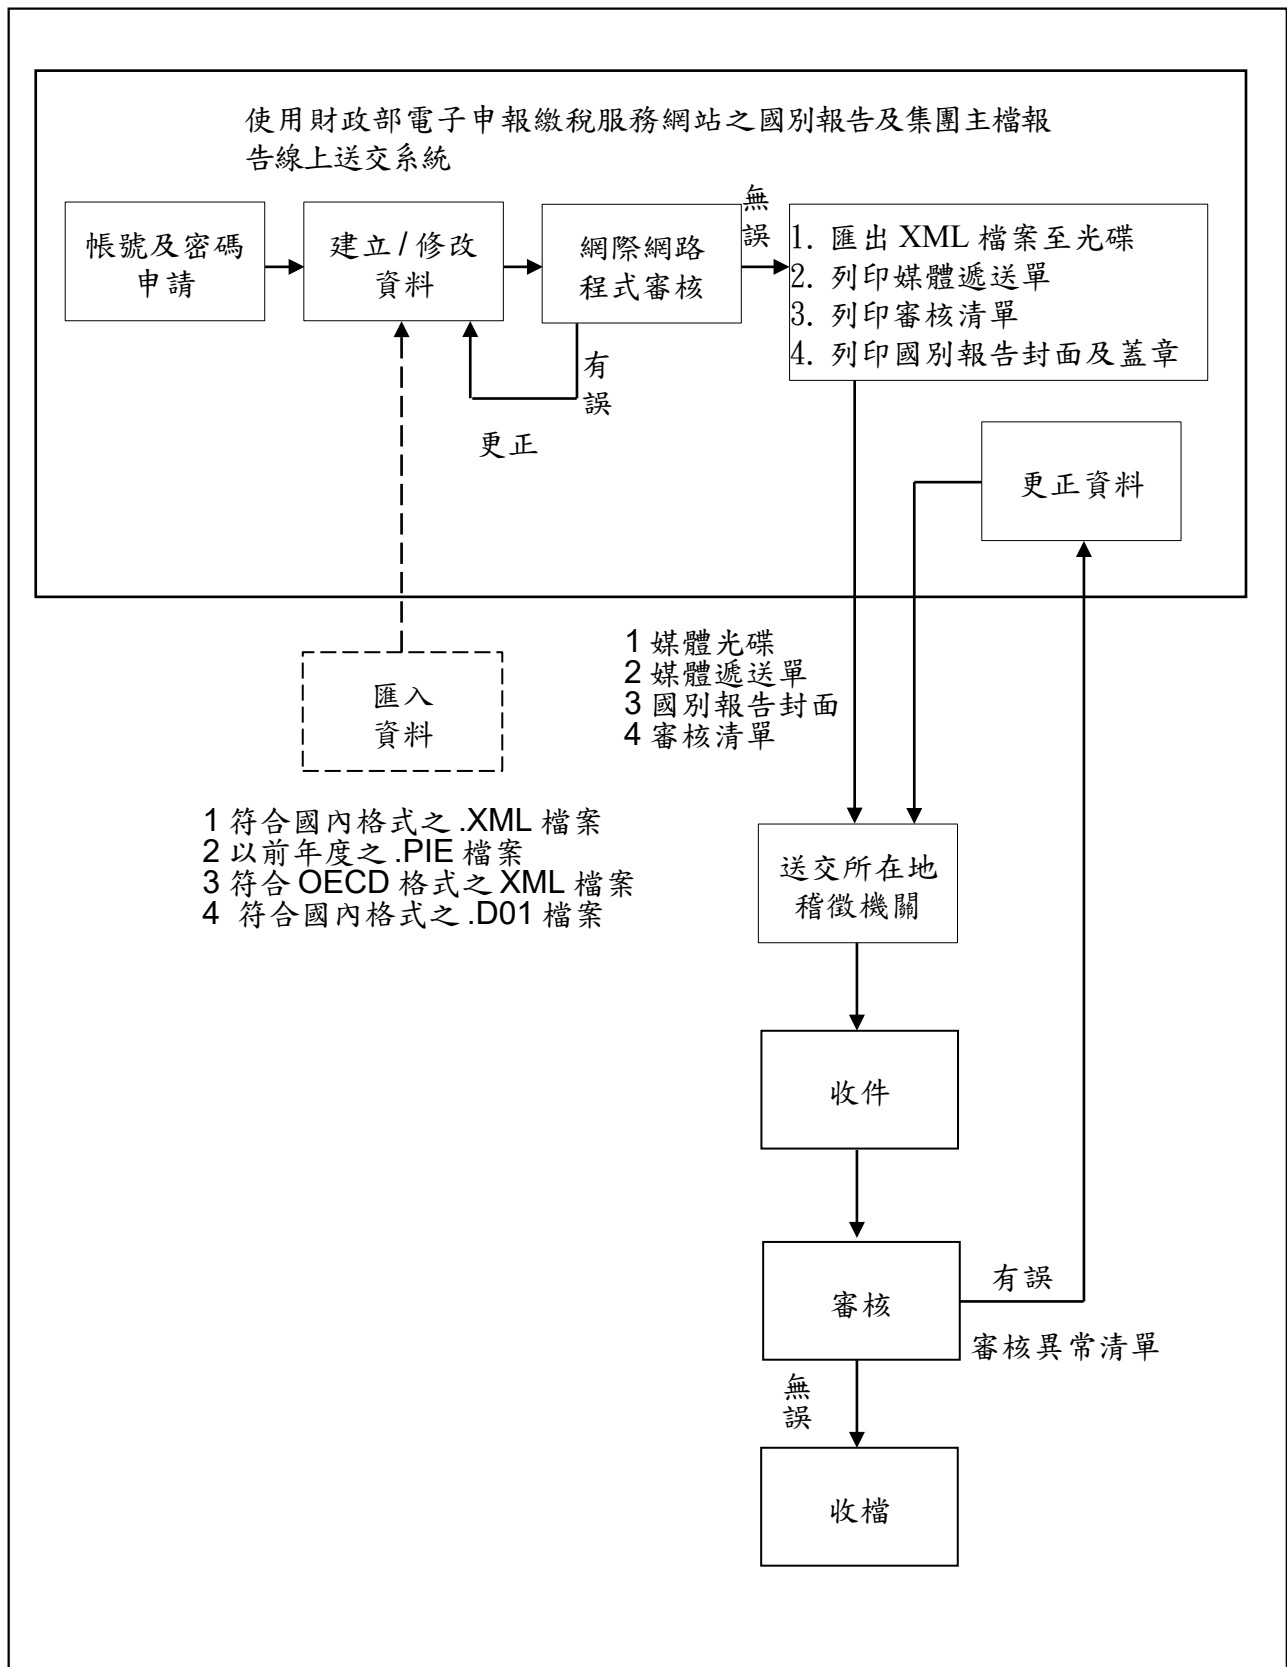 使用財政部電子申報繳稅服務網站之國別報告及集團主檔報
告線上送交系統
帳號及密碼
申請
建立/修改
資料
網際網路
程式審核
無
誤
1. 匯出 XML 檔案至光碟
2. 列印媒體遞送單
3. 列印審核清單
4. 列印國別報告封面及蓋章
有
誤
更正
更正資料
匯入
資料
1 符合國內格式之 .XML 檔案
2 以前年度之 .PIE 檔案
3 符合 OECD 格式之 XML 檔案
4 符合國內格式之 .D01 檔案
1 媒體光碟
2 媒體遞送單
3 國別報告封面
4 審核清單
送交所在地
稽徵機關
收件
審核
有誤
審核異常清單
無
誤
收檔